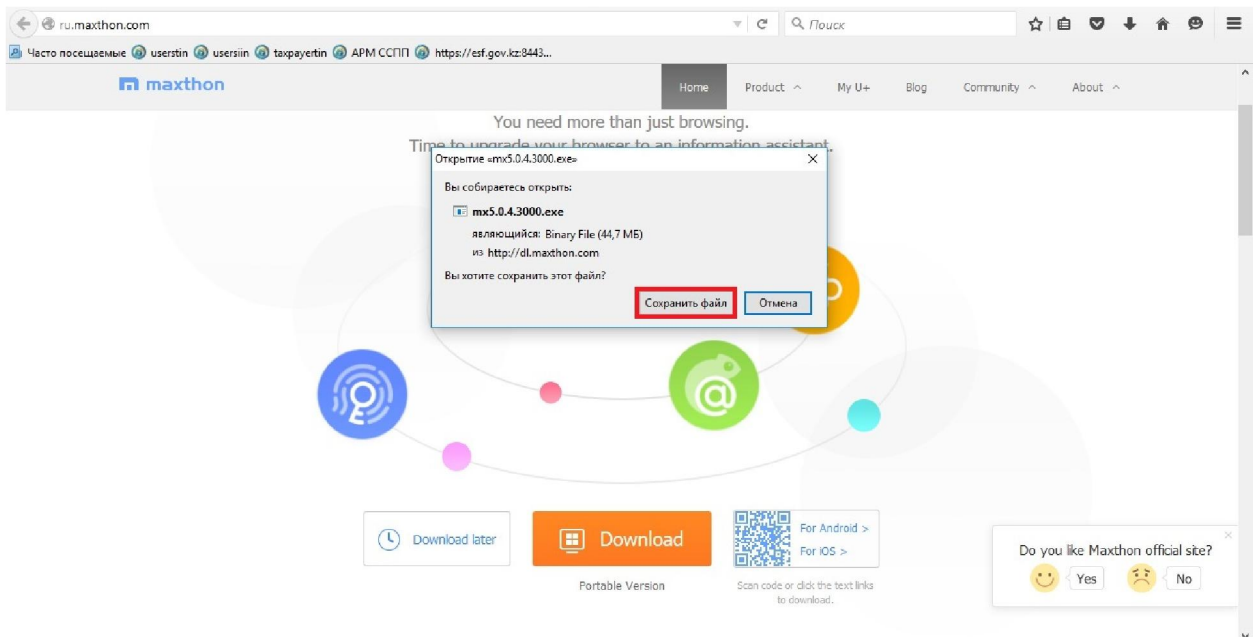 ru.maxthon.com
Поиск
Часто посещаемые userstin usersiin taxpayertin АРМ ССПП https://esf.gov.kz:8443...
maxthon
Home Product My U+ Blog Community About
You need more than just browsing.
Time to upgrade your browser to an information assistant.
Открытие «mx5.0.4.3000.exe»
Вы собираетесь открыть:
mx5.0.4.3000.exe
являющийся: Binary File (44,7 МБ)
из http://dl.maxthon.com
Вы хотите сохранить этот файл?
Сохранить файл Отмена
Download later
Download
For Android >
For iOS >
Portable Version
Scan code or click the text links
to download.
Do you like Maxthon official site?
Yes No